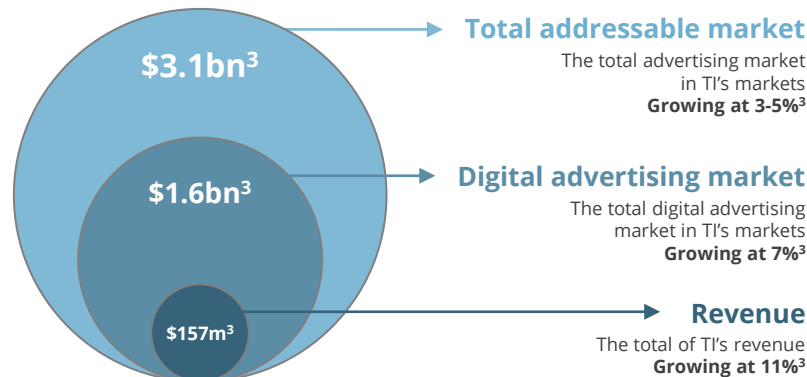 $3.1bn³
Total addressable market
The total advertising market
in TI’s markets
Growing at 3-5%³
$1.6bn³
Digital advertising market
The total digital advertising
market in TI’s markets
Growing at 7%³
$157m³
Revenue
The total of TI’s revenue
Growing at 11%³